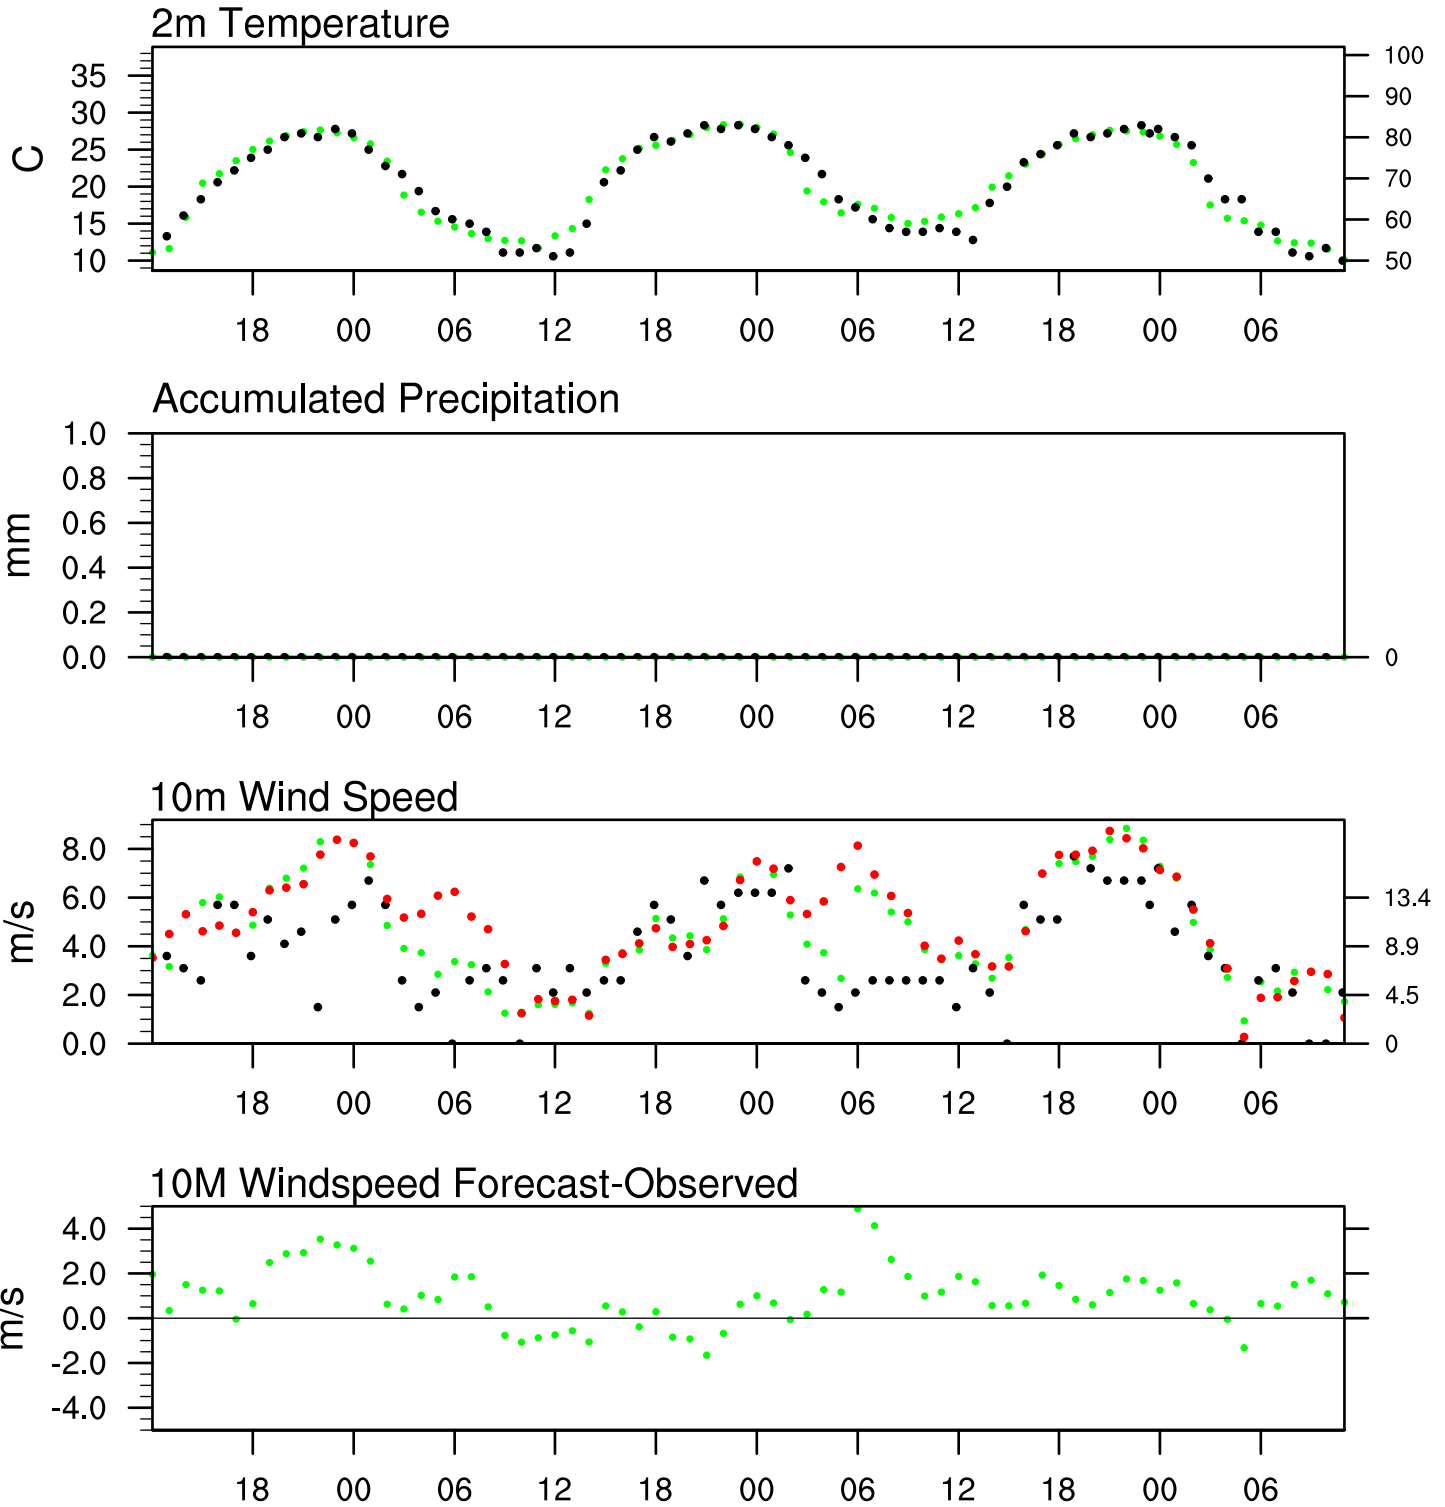 2m Temperature
35
30
25
20
15
10
C
100
90
80
70
60
50
18 00 06 12 18 00 06 12 18 00 06
Accumulated Precipitation
1.0
0.8
0.6
0.4
0.2
0.0
mm
0
18 00 06 12 18 00 06 12 18 00 06
10m Wind Speed
8.0
6.0
4.0
2.0
0.0
m/s
13.4
8.9
4.5
0
18 00 06 12 18 00 06 12 18 00 06
10M Windspeed Forecast-Observed
4.0
2.0
0.0
-2.0
-4.0
m/s
18 00 06 12 18 00 06 12 18 00 06